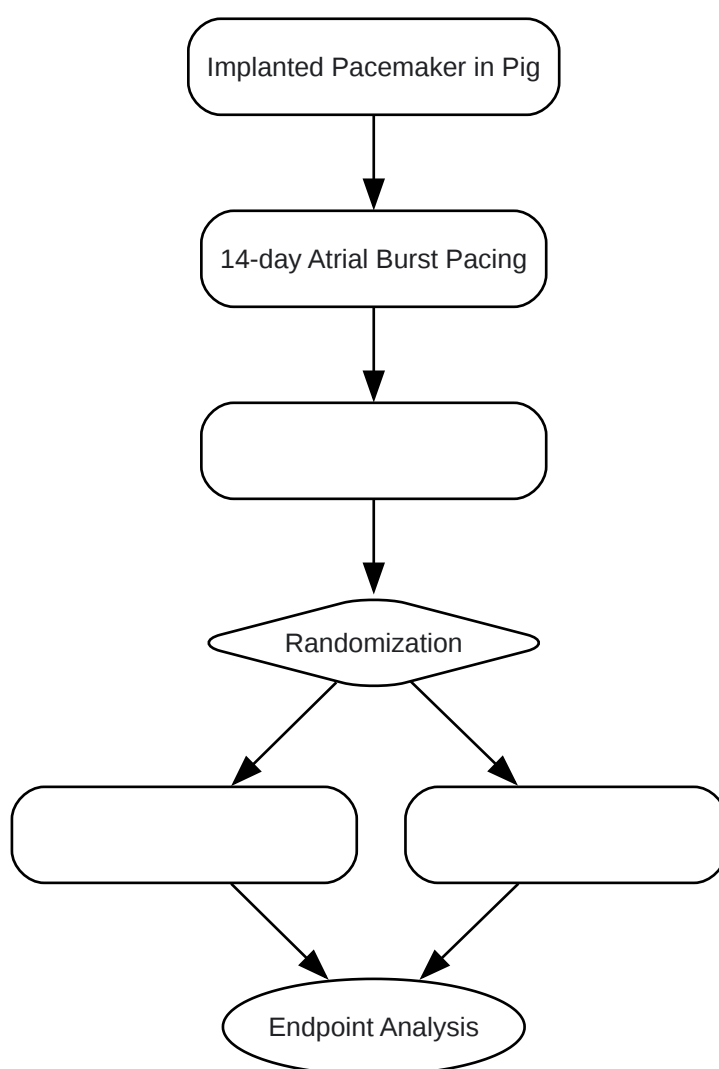 Implanted Pacemaker in Pig
14-day Atrial Burst Pacing
Randomization
Endpoint Analysis